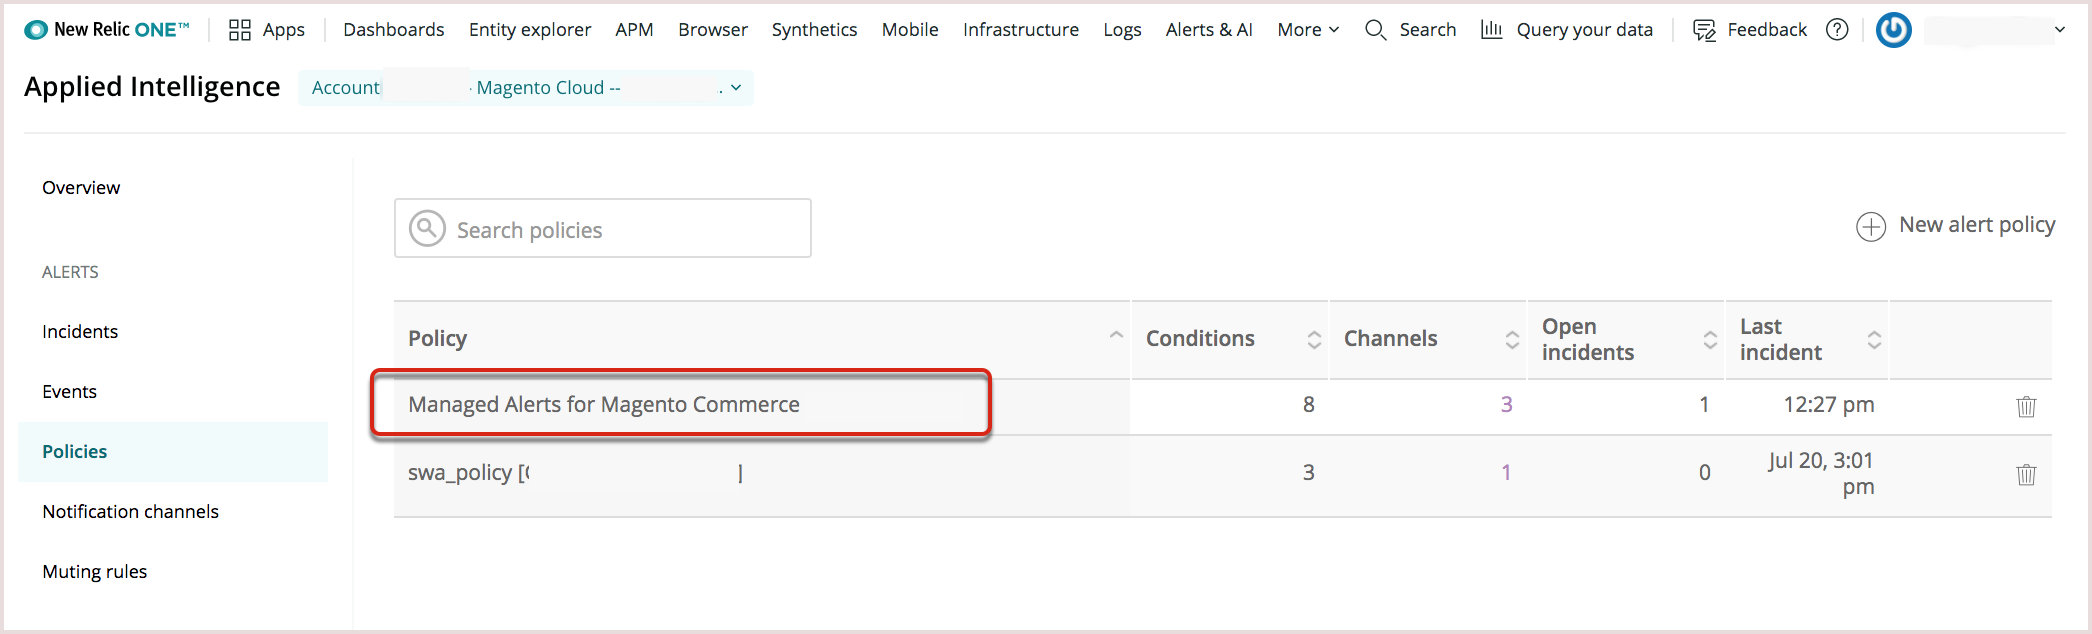 New Relic ONE™ Apps Dashboards Entity explorer APM Browser Synthetics Mobile Infrastructure Logs Alerts & AI More Search Query your data Feedback ?
Applied Intelligence Account - Magento Cloud -- .
Overview
Search policies
New alert policy
ALERTS
Incidents
Events
Policies
Notification channels
Muting rules
Policy Conditions Channels Open incidents Last incident
Managed Alerts for Magento Commerce 8 3 1 12:27 pm
swa_policy [ ] 3 1 0 Jul 20, 3:01
pm